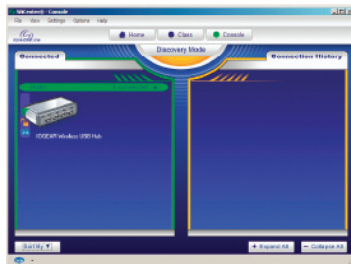 File View Settings Options Help
IOGEAR
Home
Class
Console
Discovery Mode
Connected
Connection History
IOGEAR Wireless USB Hub
Sort By ▼
+ Expand All
− Collapse All